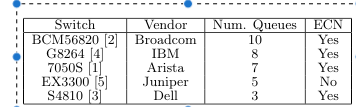 Switch Vendor Num. Queues ECN
BCM56820 [2] Broadcom 10 Yes
G8264 [4] IBM 8 Yes
7050S [1] Arista 7 Yes
EX3300 [5] Juniper 5 No
S4810 [3] Dell 3 Yes